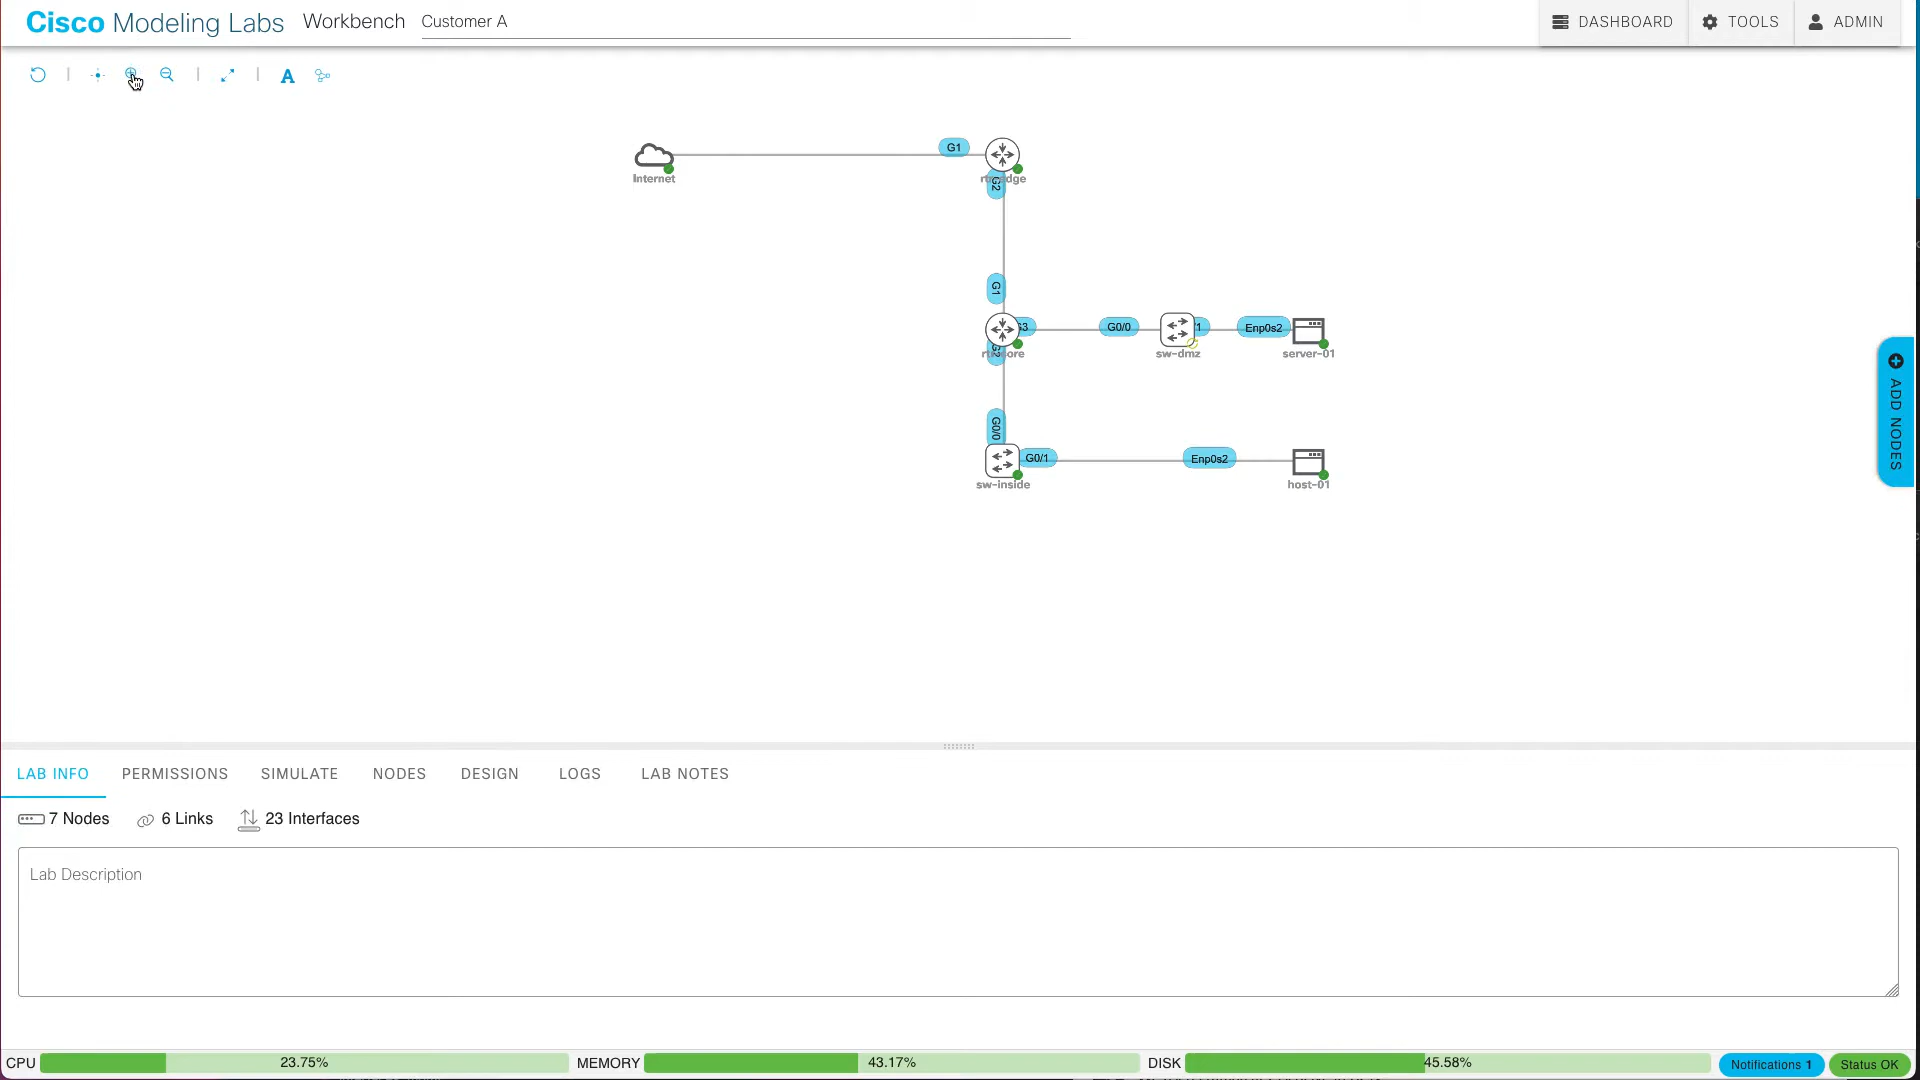 Cisco Modeling Labs Workbench Customer A DASHBOARD TOOLS ADMIN
A
G1
Internet
G2
G1
G0/0 Enp0s2
sw-dmz server-01
G0/0
G0/1 Enp0s2
sw-inside host-01
ADD NODES
LAB INFO PERMISSIONS SIMULATE NODES DESIGN LOGS LAB NOTES
7 Nodes 6 Links 23 Interfaces
Lab Description
CPU 23.75% MEMORY 43.17% DISK 45.58% Notifications 1 Status OK